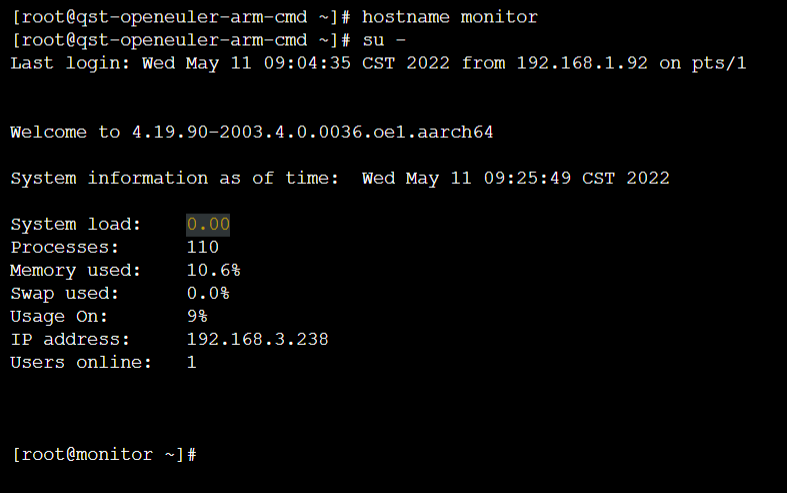 [root@qst-openeuler-arm-cmd ~]# hostname monitor
[root@qst-openeuler-arm-cmd ~]# su -
Last login: Wed May 11 09:04:35 CST 2022 from 192.168.1.92 on pts/1
Welcome to 4.19.90-2003.4.0.0036.oe1.aarch64
System information as of time:  Wed May 11 09:25:49 CST 2022
System load:    0.00
Processes:      110
Memory used:    10.6%
Swap used:      0.0%
Usage On:       9%
IP address:     192.168.3.238
Users online:   1
[root@monitor ~]#